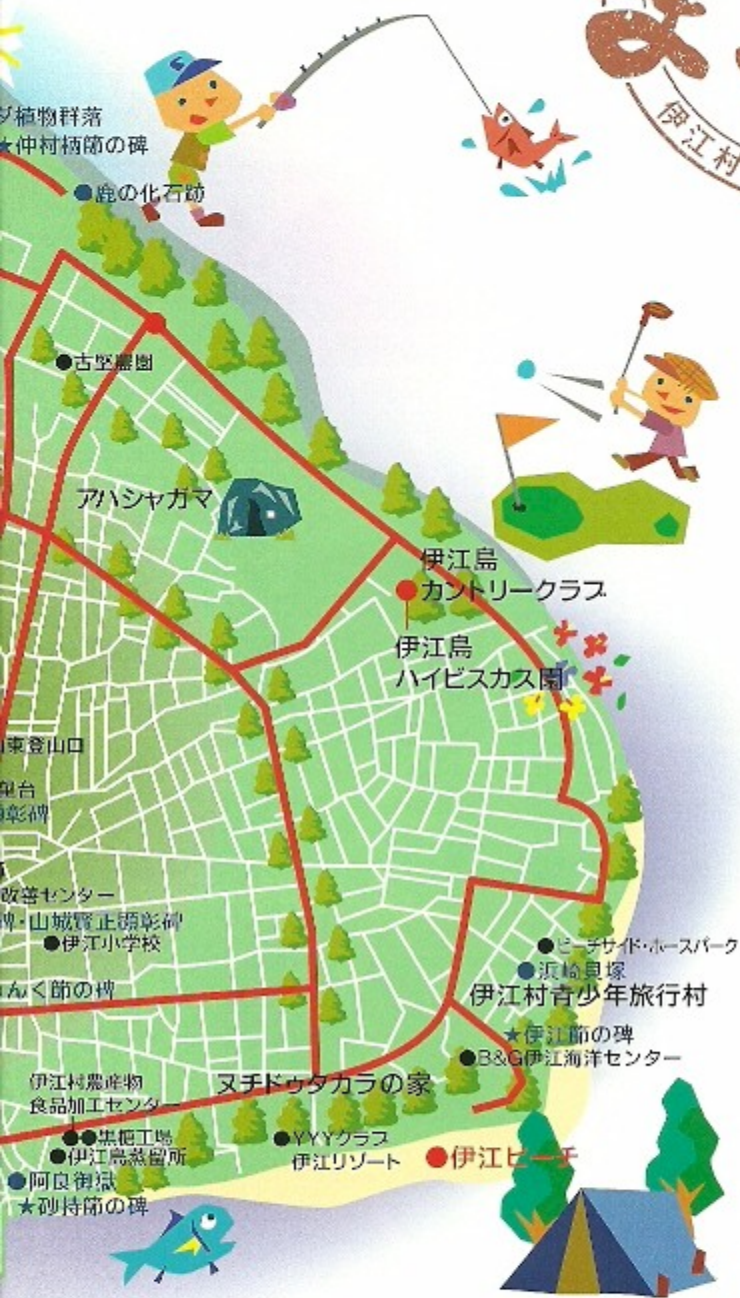 よ
伊江村
ダ植物群落
★仲村柄節の碑
●鹿の化石跡
●古堅農園
アハシャガマ
伊江島
カントリークラブ
伊江島
ハイビスカス園
山東登山口
望台
顕彰碑
改善センター
碑・山城賢正顕彰碑
●伊江小学校
んく節の碑
●ビーチサイド・ホースパーク
●浜崎貝塚
伊江村青少年旅行村
★伊江節の碑
●B&G伊江海洋センター
伊江村農産物
食品加工センター
ヌチドゥタカラの家
●●黒糖工場
●伊江島蒸留所
●YYYクラブ
伊江リゾート
●伊江ビーチ
●阿良御嶽
★砂持節の碑